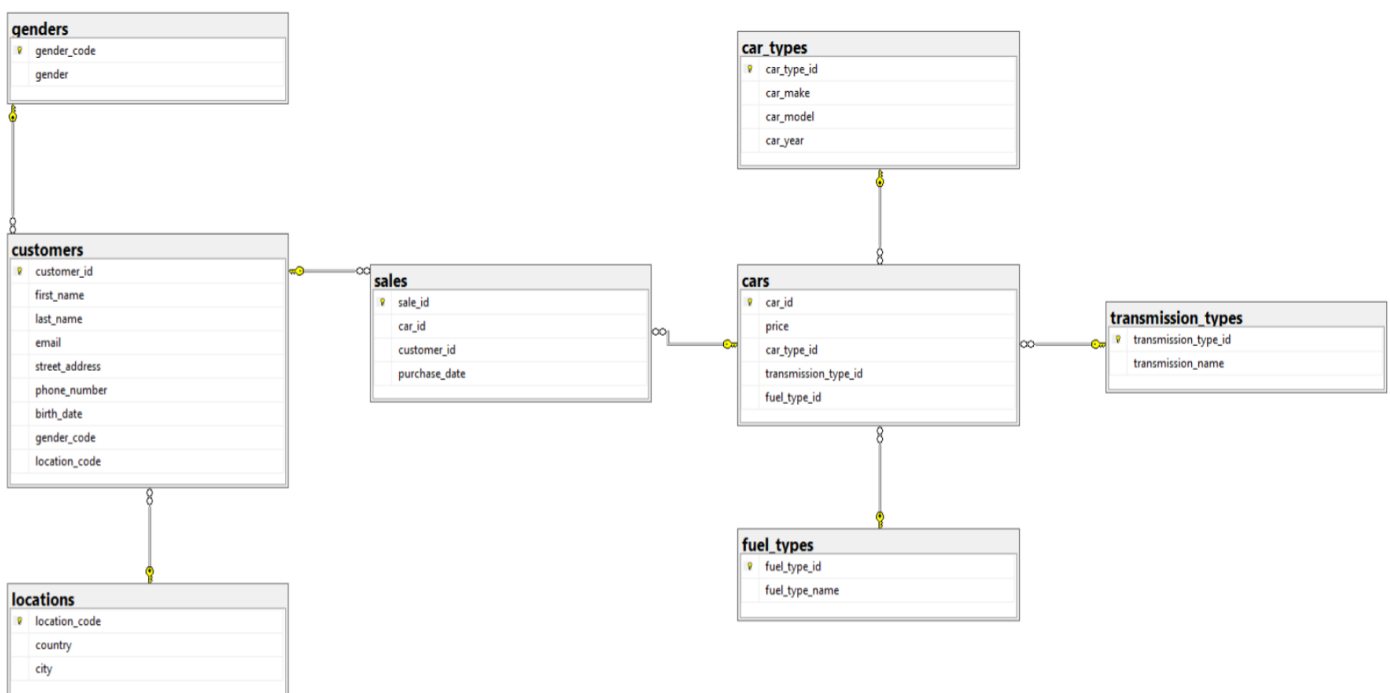 genders
gender_code
gender
customers
customer_id
first_name
last_name
email
street_address
phone_number
birth_date
gender_code
location_code
locations
location_code
country
city
sales
sale_id
car_id
customer_id
purchase_date
car_types
car_type_id
car_make
car_model
car_year
cars
car_id
price
car_type_id
transmission_type_id
fuel_type_id
fuel_types
fuel_type_id
fuel_type_name
transmission_types
transmission_type_id
transmission_name